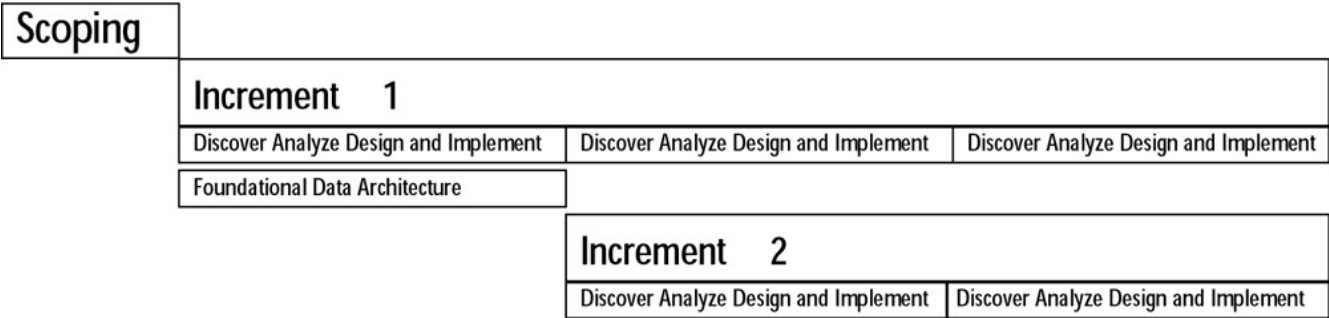 Scoping
Increment 1
Discover Analyze Design and Implement Discover Analyze Design and Implement Discover Analyze Design and Implement
Foundational Data Architecture
Increment 2
Discover Analyze Design and Implement Discover Analyze Design and Implement